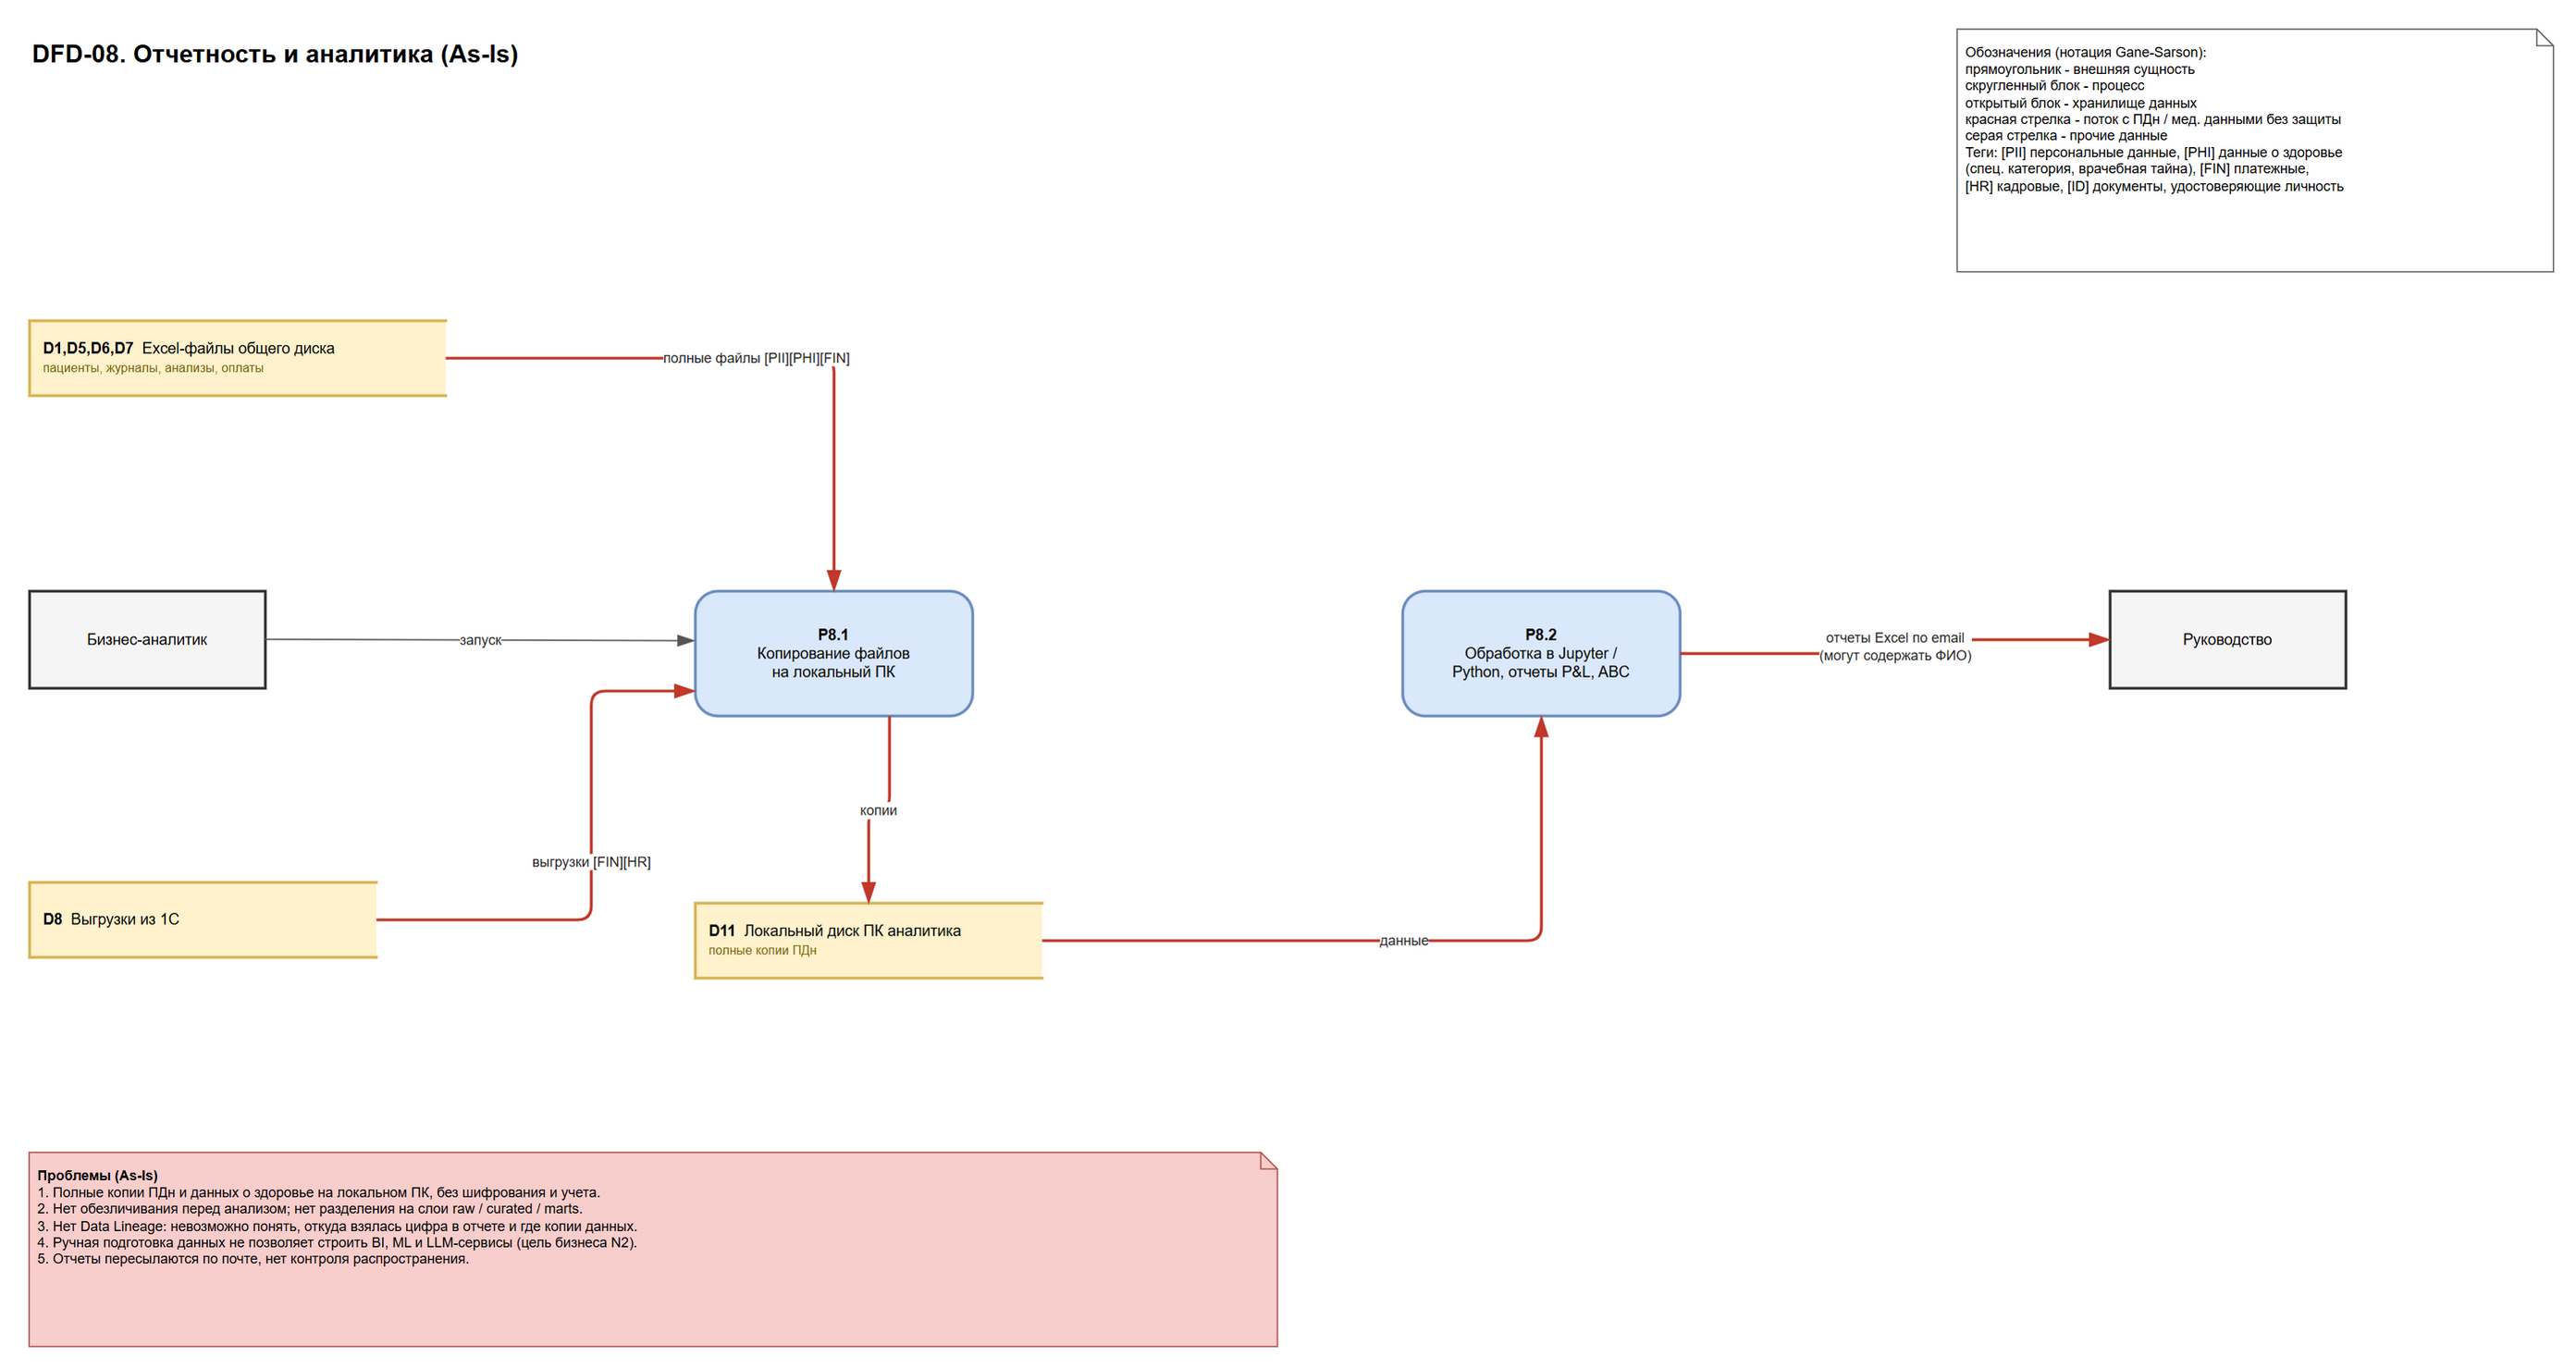 DFD-08. Отчетность и аналитика (As-Is)
Обозначения (нотация Gane-Sarson):
прямоугольник - внешняя сущность
скругленный блок - процесс
открытый блок - хранилище данных
красная стрелка - поток с ПДн / мед. данными без защиты
серая стрелка - прочие данные
Теги: [PII] персональные данные, [PHI] данные о здоровье
(спец. категория, врачебная тайна), [FIN] платежные,
[HR] кадровые, [ID] документы, удостоверяющие личность
D1,D5,D6,D7 Excel-файлы общего диска
пациенты, журналы, анализы, оплаты
полные файлы [PII][PHI][FIN]
Бизнес-аналитик
запуск
P8.1
Копирование файлов
на локальный ПК
P8.2
Обработка в Jupyter /
Python, отчеты P&L, ABC
отчеты Excel по email
(могут содержать ФИО)
Руководство
копии
выгрузки [FIN][HR]
D8 Выгрузки из 1С
D11 Локальный диск ПК аналитика
полные копии ПДн
данные
Проблемы (As-Is)
1. Полные копии ПДн и данных о здоровье на локальном ПК, без шифрования и учета.
2. Нет обезличивания перед анализом; нет разделения на слои raw / curated / marts.
3. Нет Data Lineage: невозможно понять, откуда взялась цифра в отчете и где копии данных.
4. Ручная подготовка данных не позволяет строить BI, ML и LLM-сервисы (цель бизнеса N2).
5. Отчеты пересылаются по почте, нет контроля распространения.